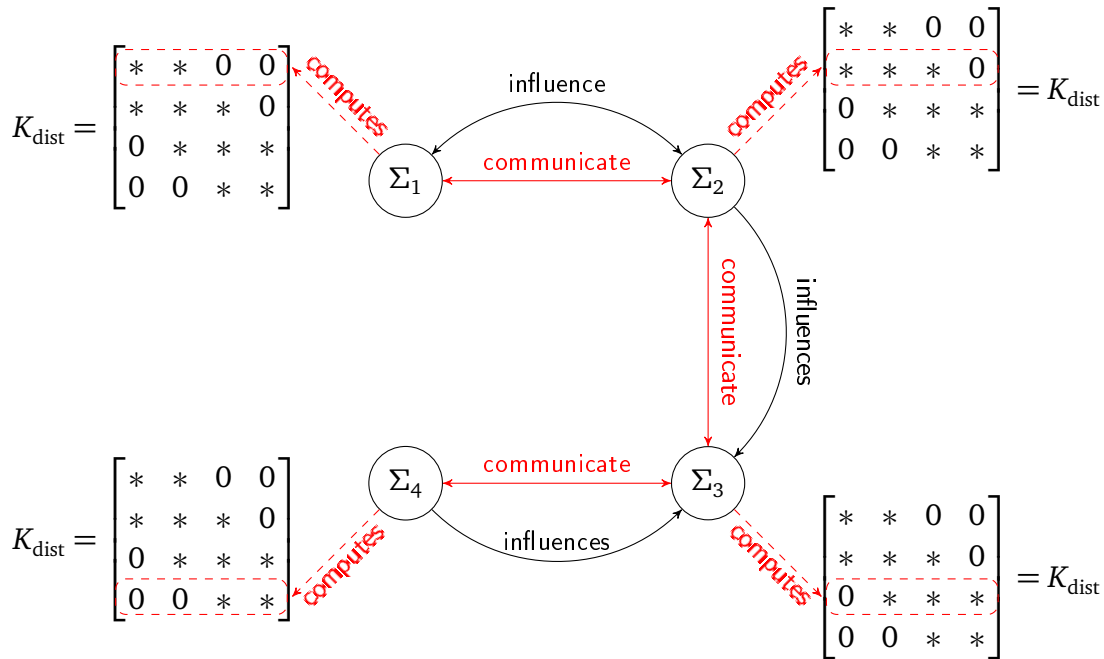 K_dist = [ * * 0 0
* * * 0
0 * * *
0 0 * * ]
computes
influence
communicate
Σ₁
Σ₂
computes
[ * * 0 0
* * * 0
0 * * *
0 0 * * ] = K_dist
communicate
influences
K_dist = [ * * 0 0
* * * 0
0 * * *
0 0 * * ]
computes
communicate
Σ₄
Σ₃
influences
computes
[ * * 0 0
* * * 0
0 * * *
0 0 * * ] = K_dist